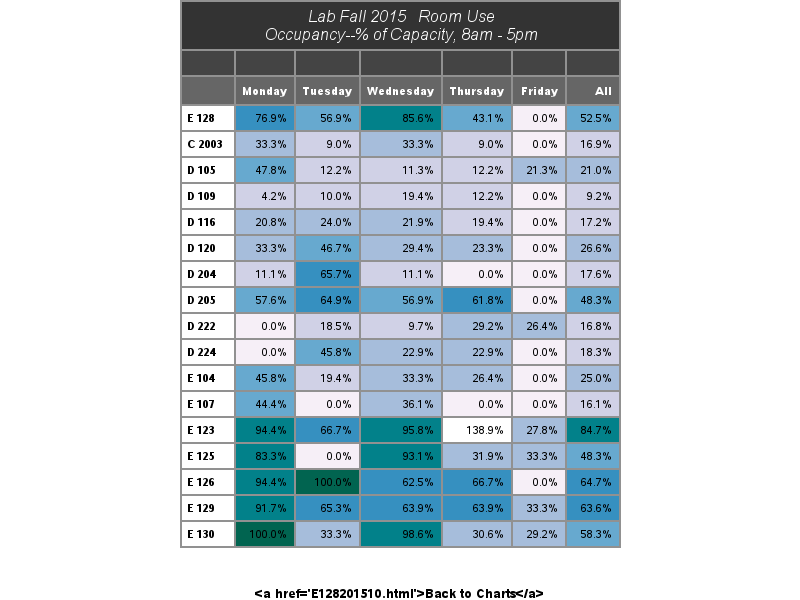 Lab Fall 2015   Room Use
Occupancy--% of Capacity, 8am - 5pm
Monday Tuesday Wednesday Thursday Friday All
E 128 76.9% 56.9% 85.6% 43.1% 0.0% 52.5%
C 2003 33.3% 9.0% 33.3% 9.0% 0.0% 16.9%
D 105 47.8% 12.2% 11.3% 12.2% 21.3% 21.0%
D 109 4.2% 10.0% 19.4% 12.2% 0.0% 9.2%
D 116 20.8% 24.0% 21.9% 19.4% 0.0% 17.2%
D 120 33.3% 46.7% 29.4% 23.3% 0.0% 26.6%
D 204 11.1% 65.7% 11.1% 0.0% 0.0% 17.6%
D 205 57.6% 64.9% 56.9% 61.8% 0.0% 48.3%
D 222 0.0% 18.5% 9.7% 29.2% 26.4% 16.8%
D 224 0.0% 45.8% 22.9% 22.9% 0.0% 18.3%
E 104 45.8% 19.4% 33.3% 26.4% 0.0% 25.0%
E 107 44.4% 0.0% 36.1% 0.0% 0.0% 16.1%
E 123 94.4% 66.7% 95.8% 138.9% 27.8% 84.7%
E 125 83.3% 0.0% 93.1% 31.9% 33.3% 48.3%
E 126 94.4% 100.0% 62.5% 66.7% 0.0% 64.7%
E 129 91.7% 65.3% 63.9% 63.9% 33.3% 63.6%
E 130 100.0% 33.3% 98.6% 30.6% 29.2% 58.3%
<a href='E128201510.html'>Back to Charts</a>